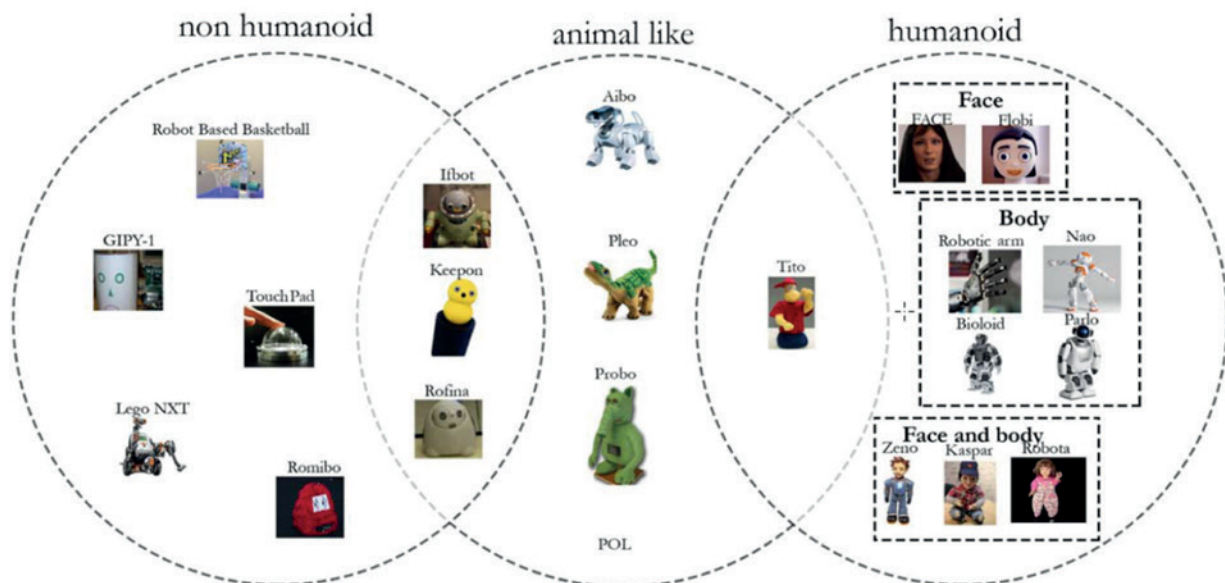 non humanoid
animal like
humanoid
Robot Based Basketball
GIPY-1
TouchPad
Lego NXT
Romibo
Ifbot
Keepon
Rofina
Aibo
Pleo
Probo
POL
Tito
Face
FACE Flobi
Body
Robotic arm Nao
Bioloid Parlo
Face and body
Zeno Kaspar Robota